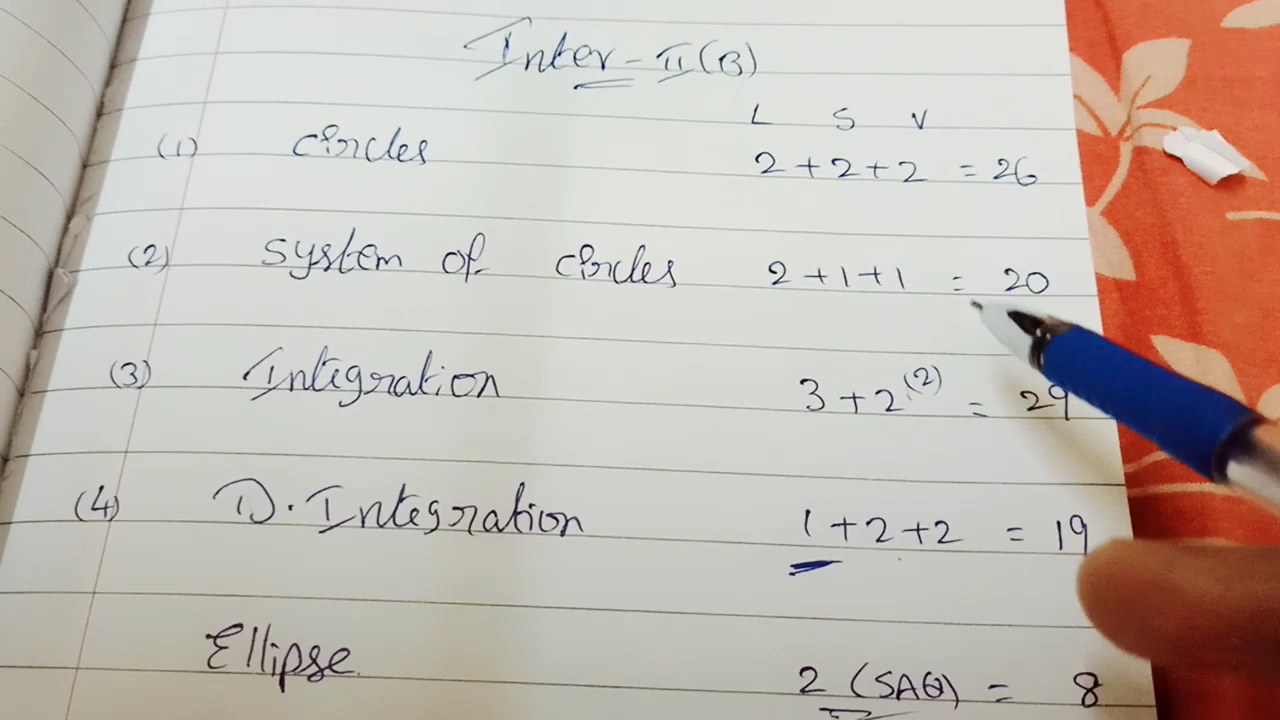 Inter - II (B)
L S V
(1) circles 2 + 2 + 2 = 26
(2) system of circles 2 + 1 + 1 = 20
(3) Integration 3 + 2 (2) = 29
(4) D. Integration 1 + 2 + 2 = 19
Ellipse 2 (SAQ) = 8